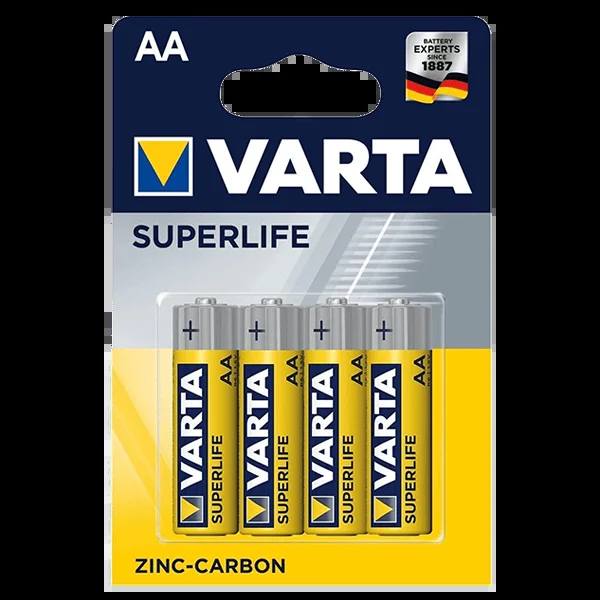 AA
BATTERY
EXPERTS
SINCE
1887
VARTA
SUPERLIFE
+
+
+
+
AA
AA
AA
AA
VARTA
SUPERLIFE
VARTA
SUPERLIFE
VARTA
SUPERLIFE
VARTA
SUPERLIFE
ZINC-CARBON